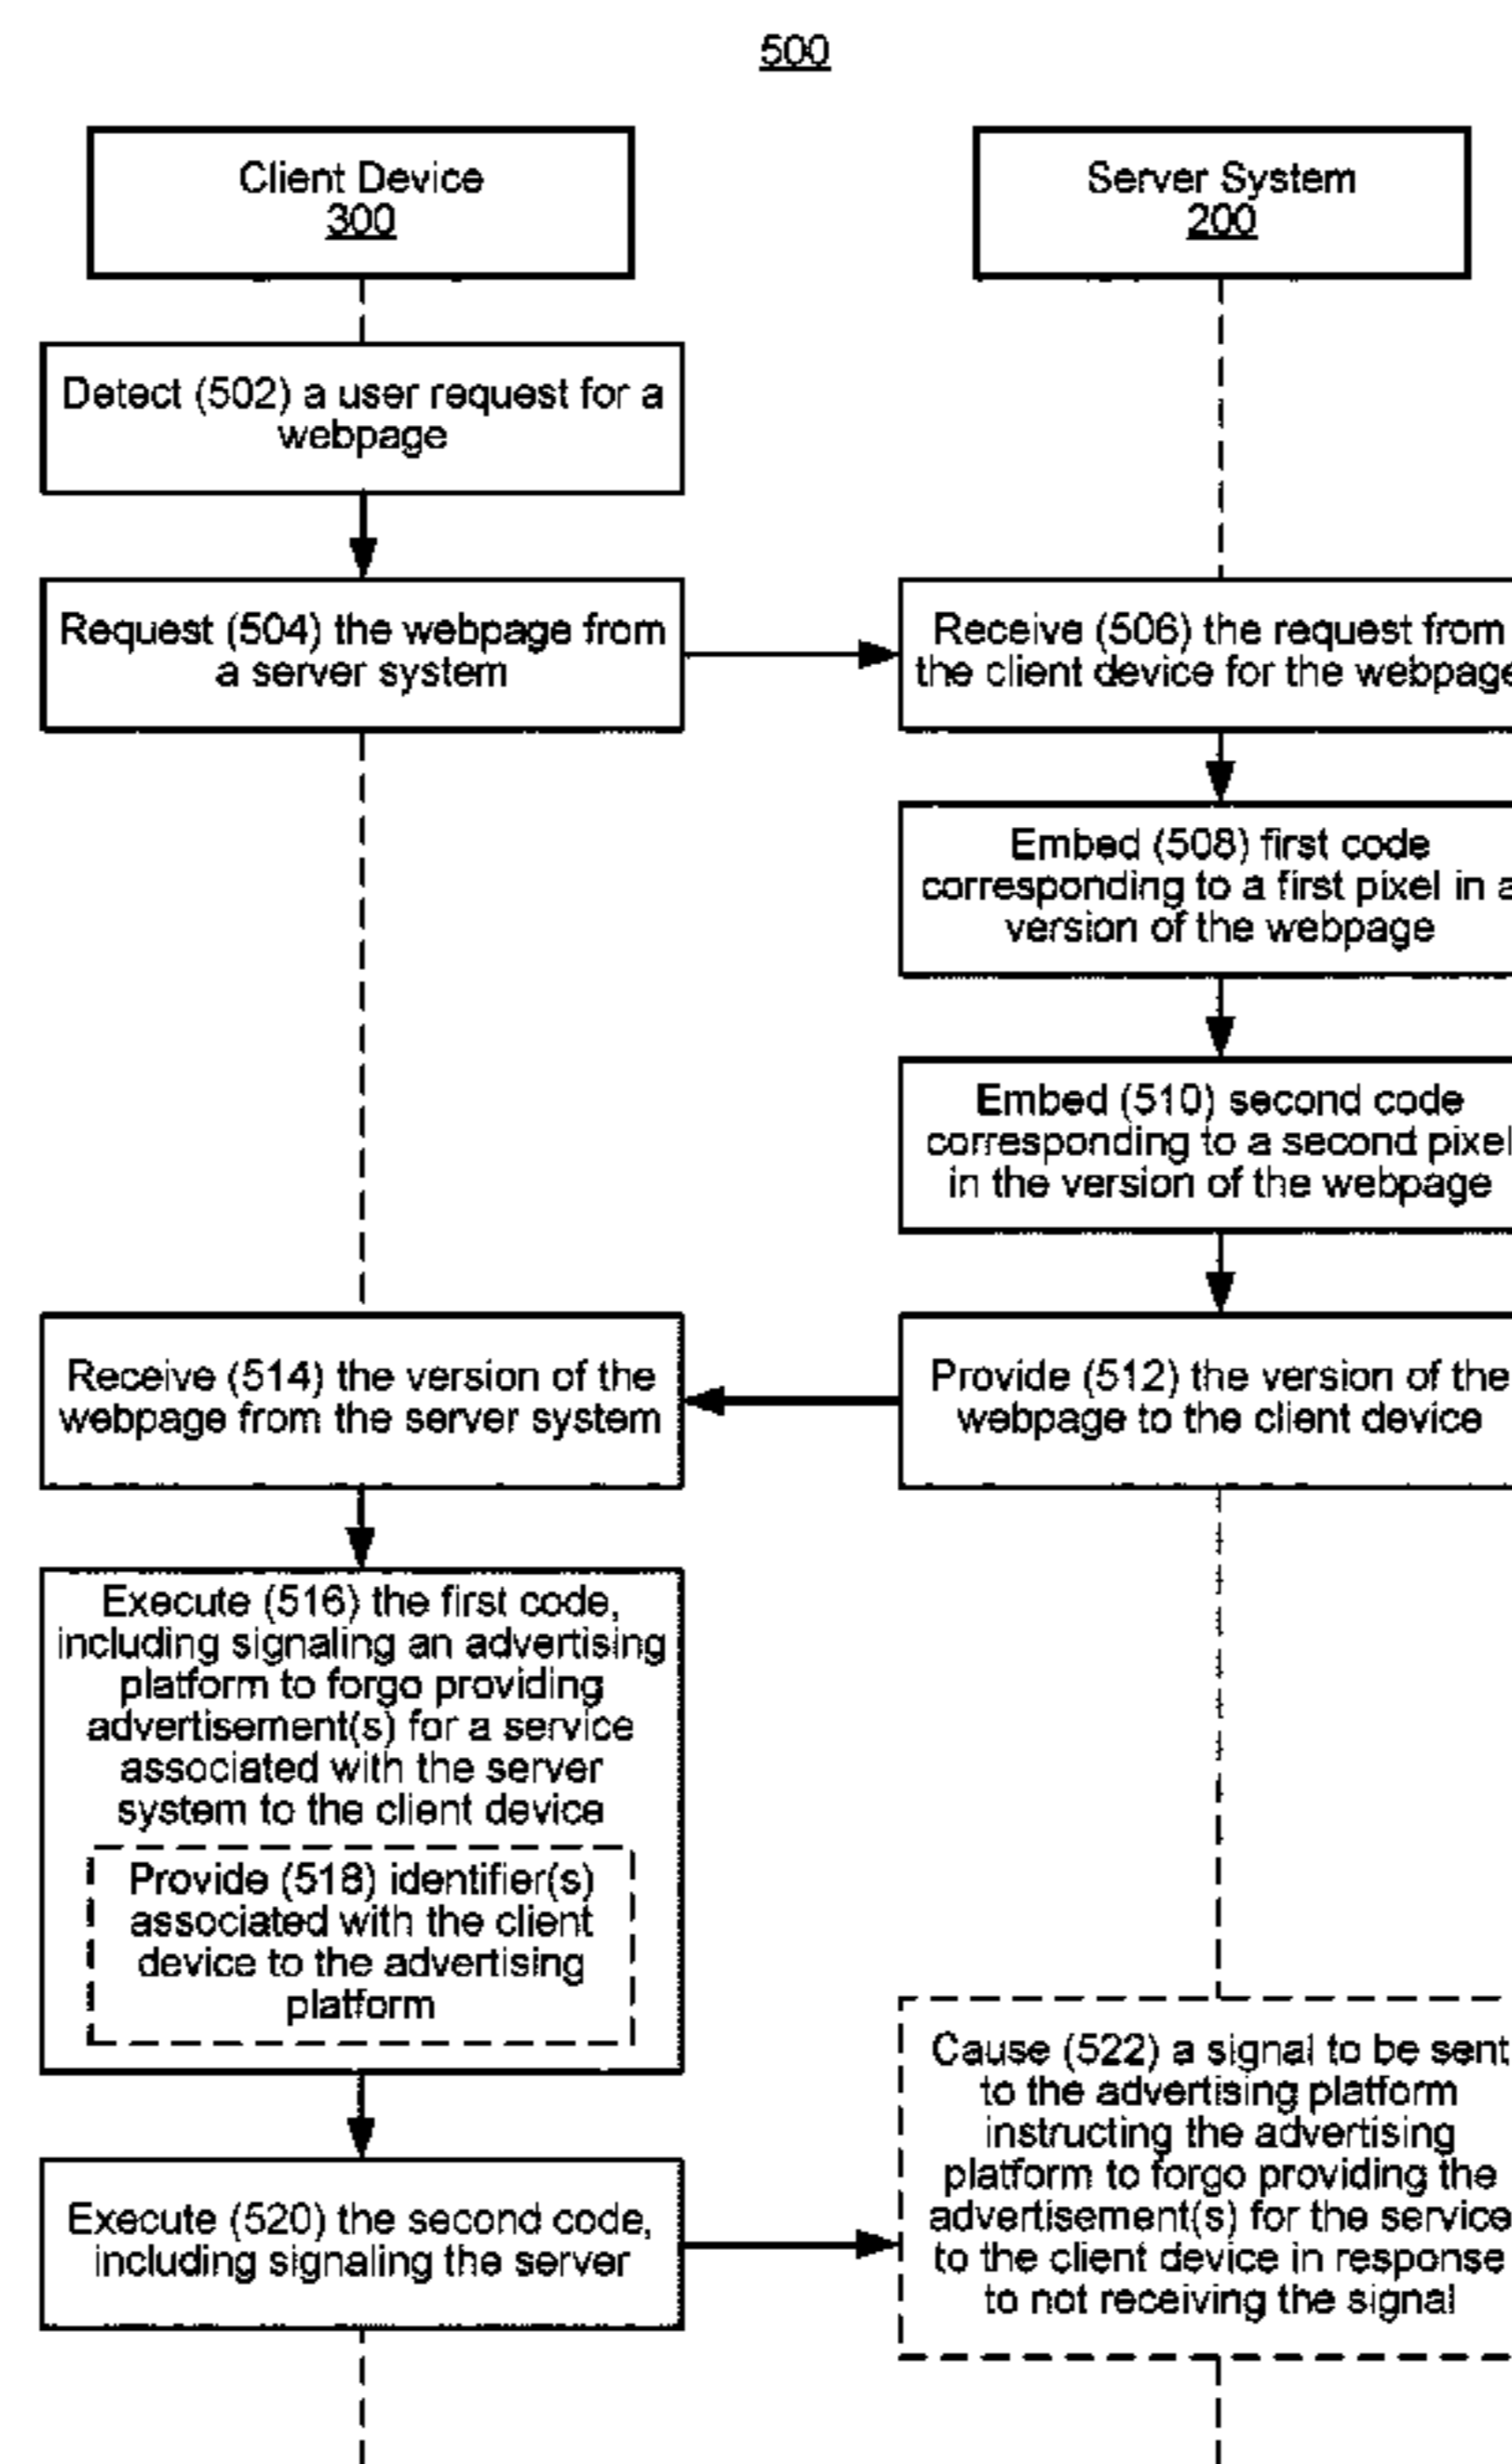 500
Client Device
300
Server System
200
Detect (502) a user request for a
webpage
Request (504) the webpage from
a server system
Receive (506) the request from
the client device for the webpage
Embed (508) first code
corresponding to a first pixel in a
version of the webpage
Embed (510) second code
corresponding to a second pixel
in the version of the webpage
Provide (512) the version of the
webpage to the client device
Receive (514) the version of the
webpage from the server system
Execute (516) the first code,
including signaling an advertising
platform to forgo providing
advertisement(s) for a service
associated with the server
system to the client device
Provide (518) identifier(s)
associated with the client
device to the advertising
platform
Execute (520) the second code,
including signaling the server
Cause (522) a signal to be sent
to the advertising platform
instructing the advertising
platform to forgo providing the
advertisement(s) for the service
to the client device in response
to not receiving the signal